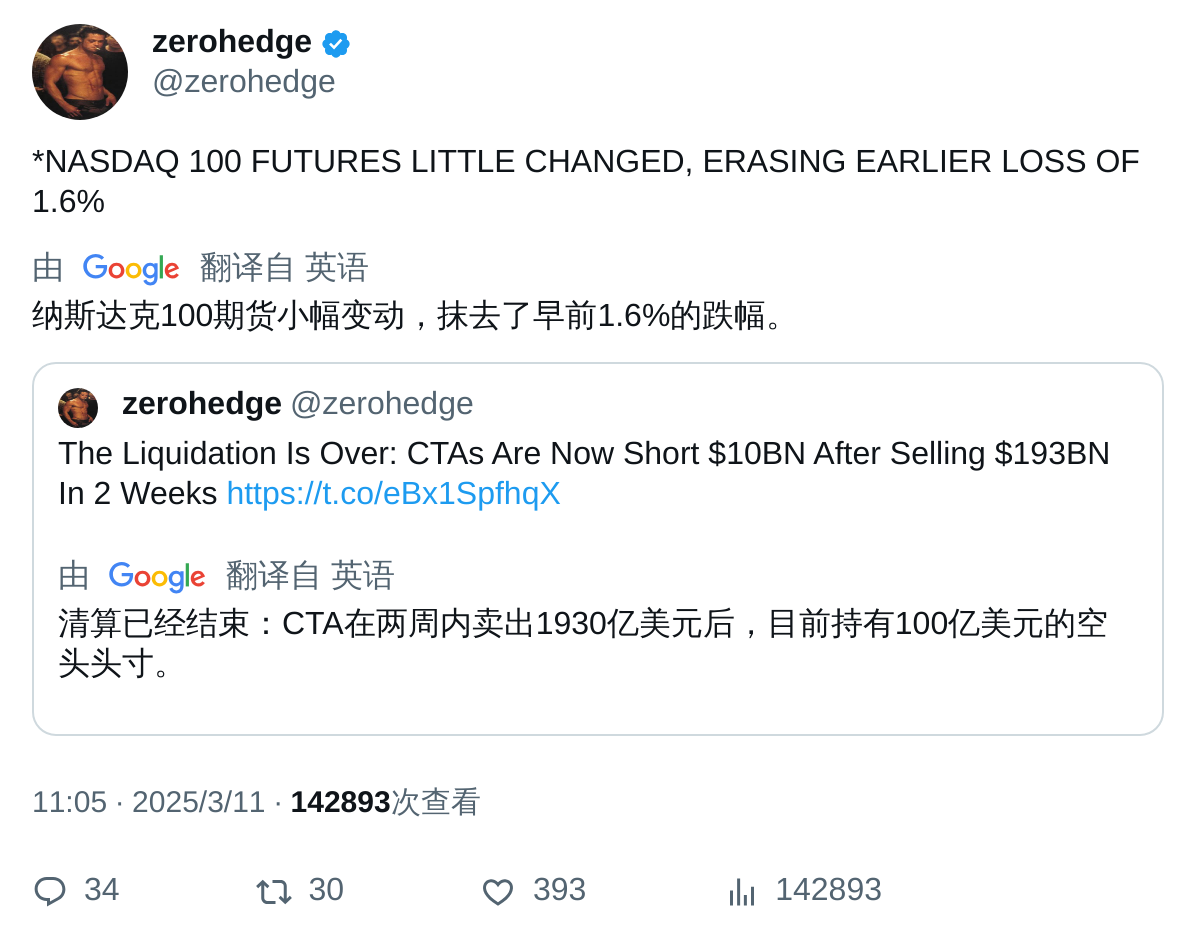 zerohedge
@zerohedge
*NASDAQ 100 FUTURES LITTLE CHANGED, ERASING EARLIER LOSS OF
1.6%
由 Google 翻译自 英语
纳斯达克100期货小幅变动，抹去了早前1.6%的跌幅。
zerohedge @zerohedge
The Liquidation Is Over: CTAs Are Now Short $10BN After Selling $193BN
In 2 Weeks https://t.co/eBx1SpfhqX
由 Google 翻译自 英语
清算已经结束：CTA在两周内卖出1930亿美元后，目前持有100亿美元的空
头头寸。
11:05 · 2025/3/11 · 142893次查看
34 30 393 142893